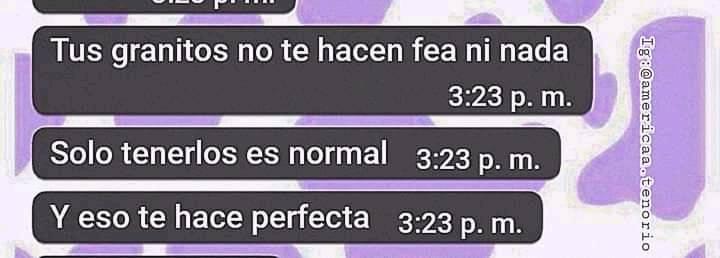 Tus granitos no te hacen fea ni nada
3:23 p. m.
Solo tenerlos es normal 3:23 p. m.
Y eso te hace perfecta 3:23 p. m.
Ig:@americaa.tenorio